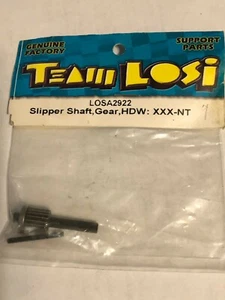 GENUINE FACTORY SUPPORT PARTS
TEAM LOSI
LOSA2922
Slipper Shaft,Gear,HDW: XXX-NT